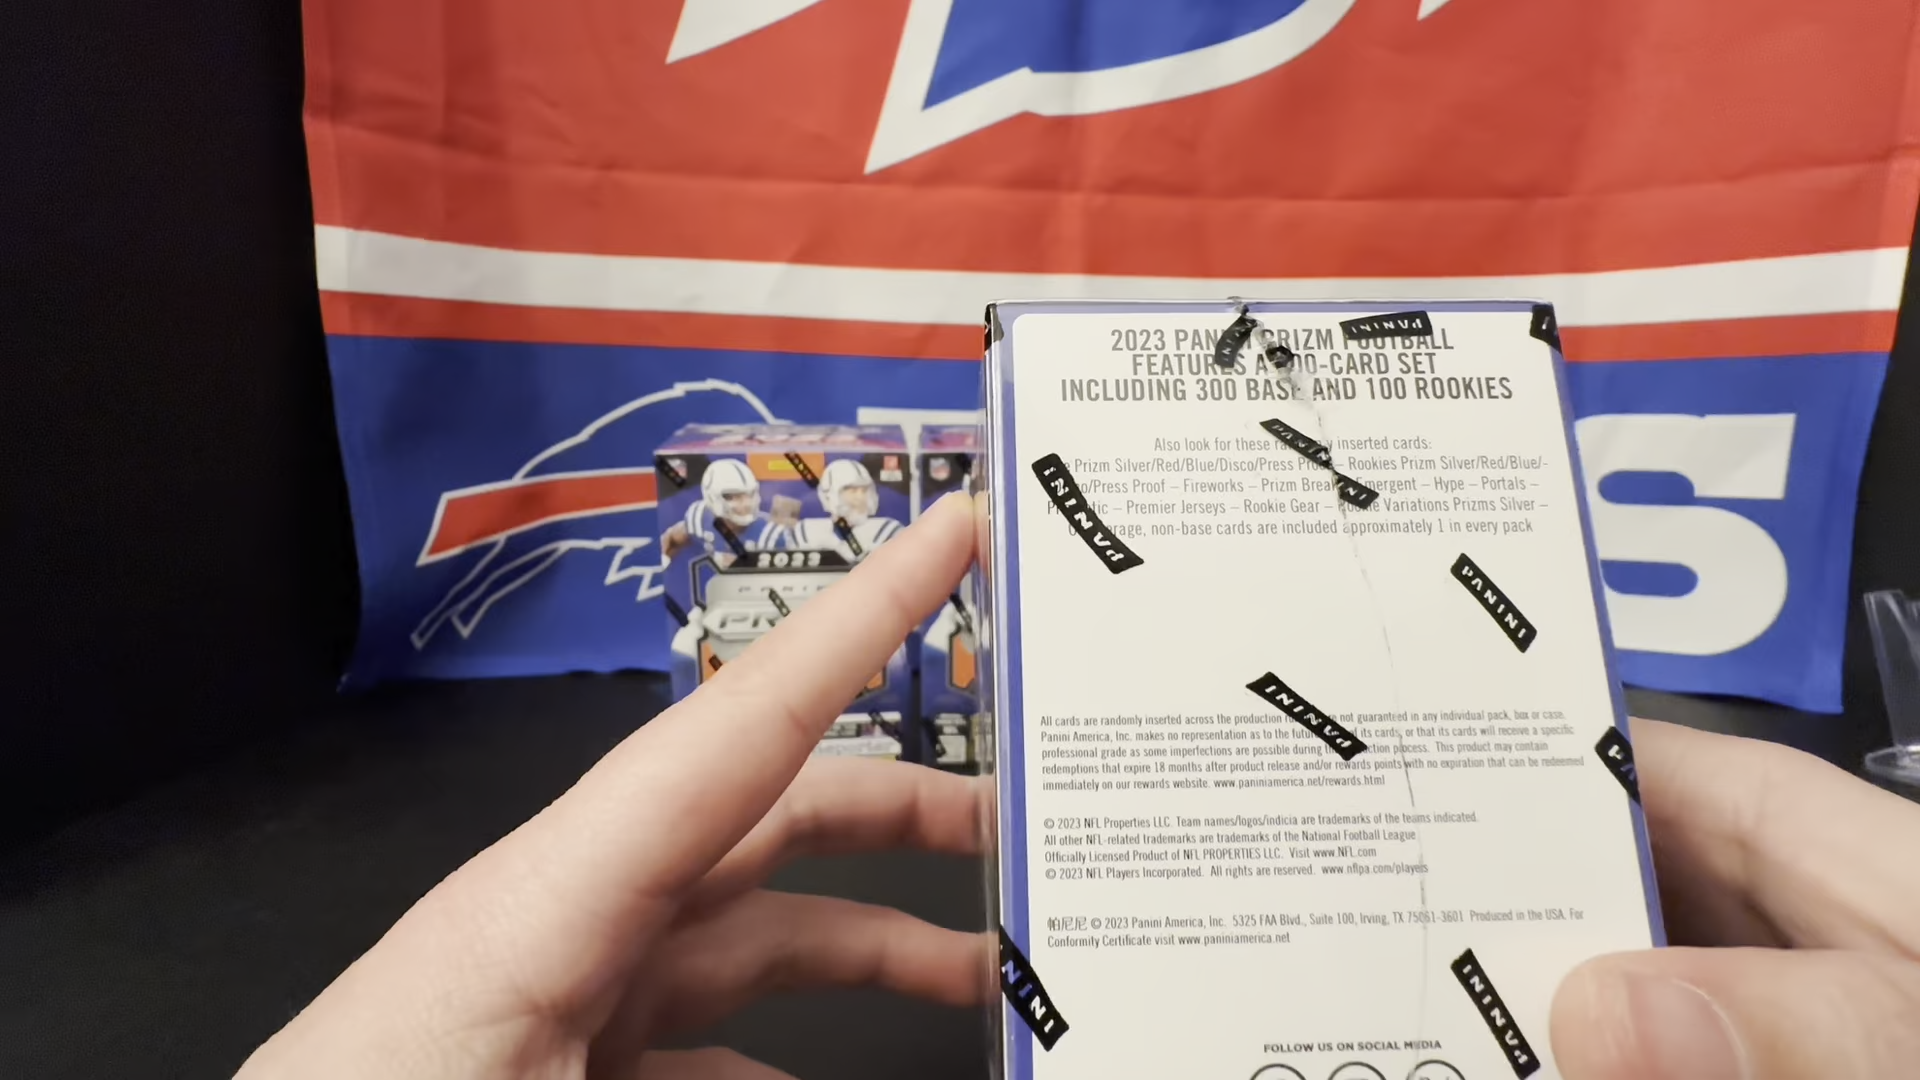 2023 PANINI PRIZM FOOTBALL
FEATURES A 00-CARD SET
INCLUDING 300 BASE AND 100 ROOKIES
Also look for these inserted cards:
Prizm Silver/Red/Blue/Disco/Press Proof – Rookies Prizm Silver/Red/Blue/-
/Press Proof – Fireworks – Prizm Break – Emergent – Hype – Portals –
– Premier Jerseys – Rookie Gear – Rookie Variations Prizms Silver –
non-base cards are included approximately 1 in every pack
All cards are randomly inserted across the production not guaranteed in any individual pack, box or case.
Panini America, Inc. makes no representation as to the future of its cards, or that its cards will receive a specific
professional grade as some imperfections are possible during process. This product may contain
redemptions that expire 18 months after product release and/or rewards points with no expiration that can be redeemed
immediately on our rewards website. www.paniniamerica.net/rewards.html
© 2023 NFL Properties LLC. Team names/logos/indicia are trademarks of the teams indicated.
All other NFL-related trademarks are trademarks of the National Football League
Officially Licensed Product of NFL PROPERTIES LLC. Visit www.NFL.com
© 2023 NFL Players Incorporated. All rights are reserved. www.nflpa.com/players
帕尼尼 © 2023 Panini America, Inc. 5325 FAA Blvd., Suite 100, Irving, TX 75061-3601 Produced in the USA. For
Conformity Certificate visit www.paniniamerica.net
FOLLOW US ON SOCIAL MEDIA
PANINI
PANINI
PANINI
PANINI
PANINI
PANINI
2023
S